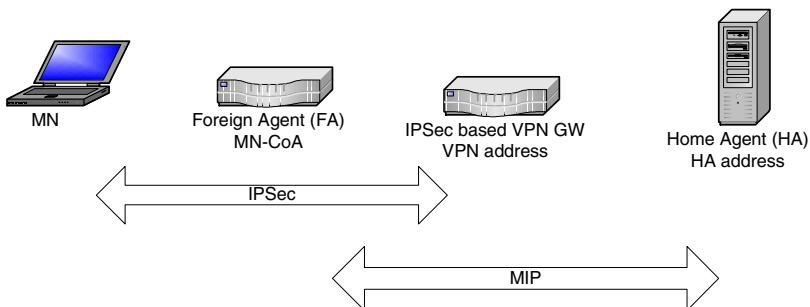 MN
Foreign Agent (FA)
MN-CoA
IPSec based VPN GW
VPN address
Home Agent (HA)
HA address
IPSec
MIP